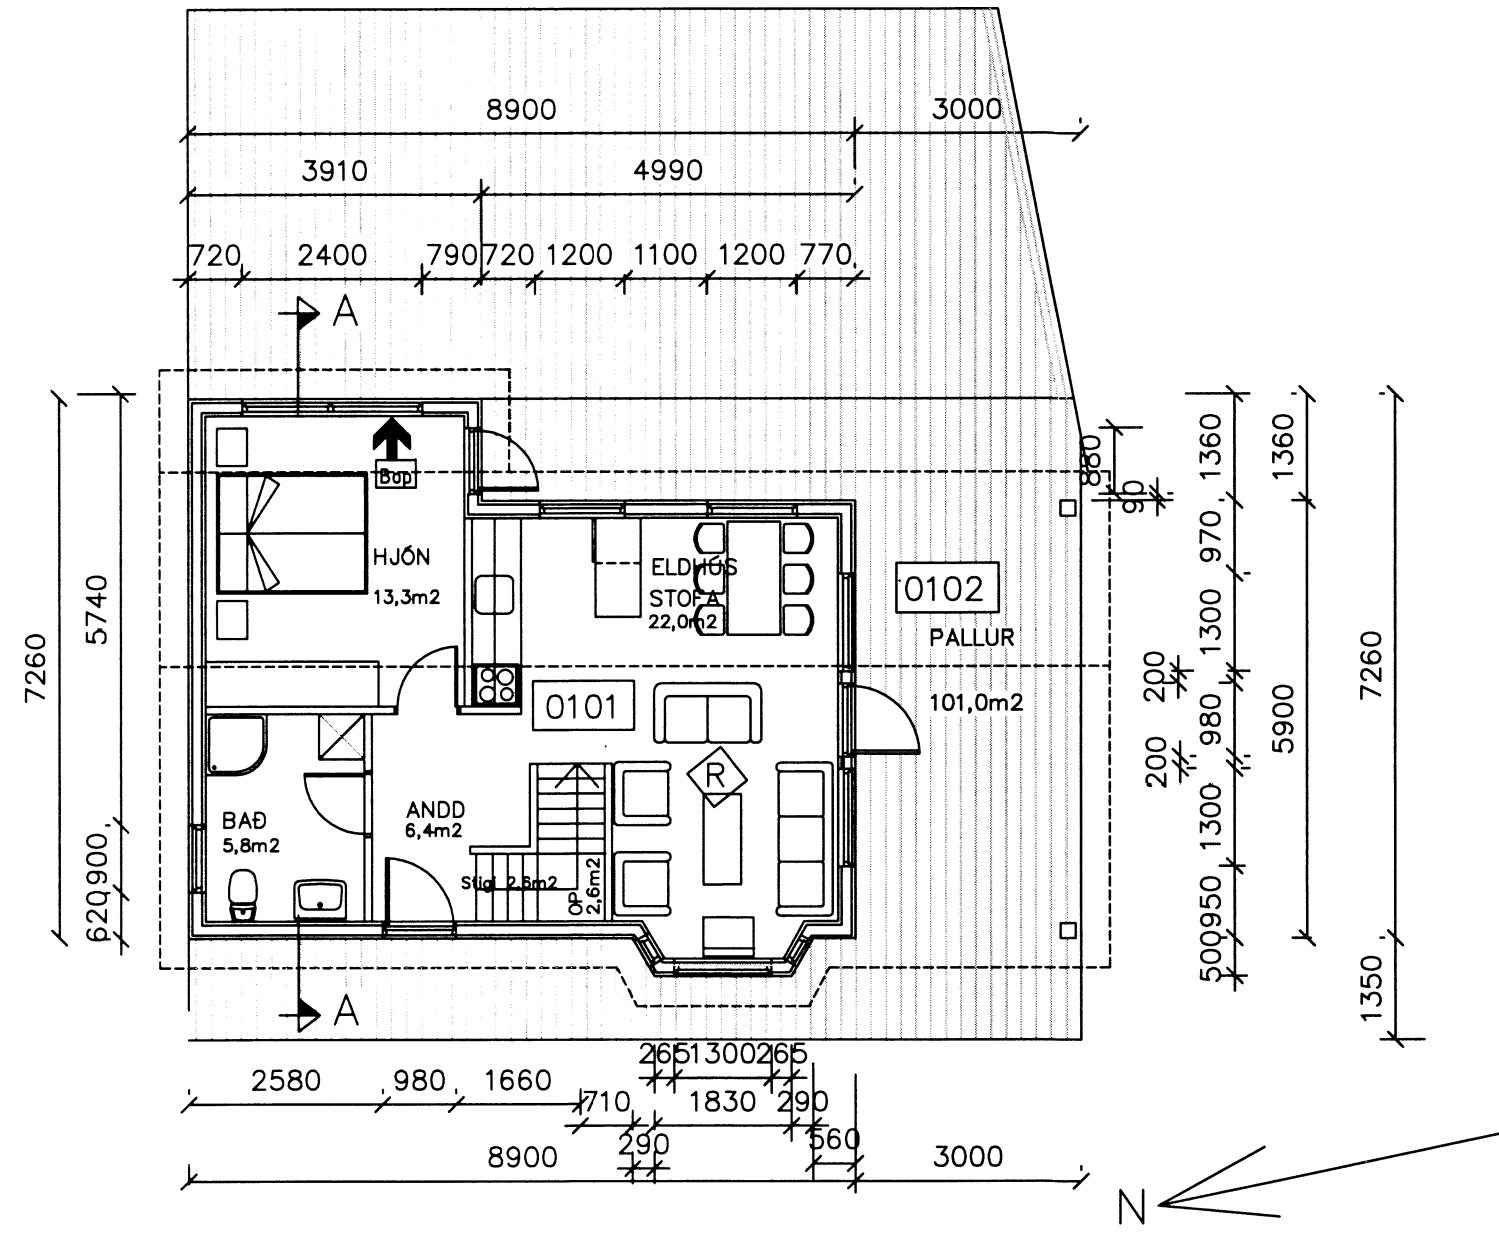 8900 3000
3910 4990
720 2400 790 720 1200 1100 1200 770
A
Bop
HJÓN
13,3m2
ELDHÚS
STOFA
22,0m2
0102
PALLUR
101,0m2
0101
R
BAÐ
5,8m2
ANDD
6,4m2
Stigi 2,6m2
OP
2,6m2
A
7260
5740
900
620
880
90
1360
970
1300
200
980
200
1300
950
500
1360
5900
7260
1350
265 1300 265
2580 980 1660
710 1830 290
290 560
8900 3000
N